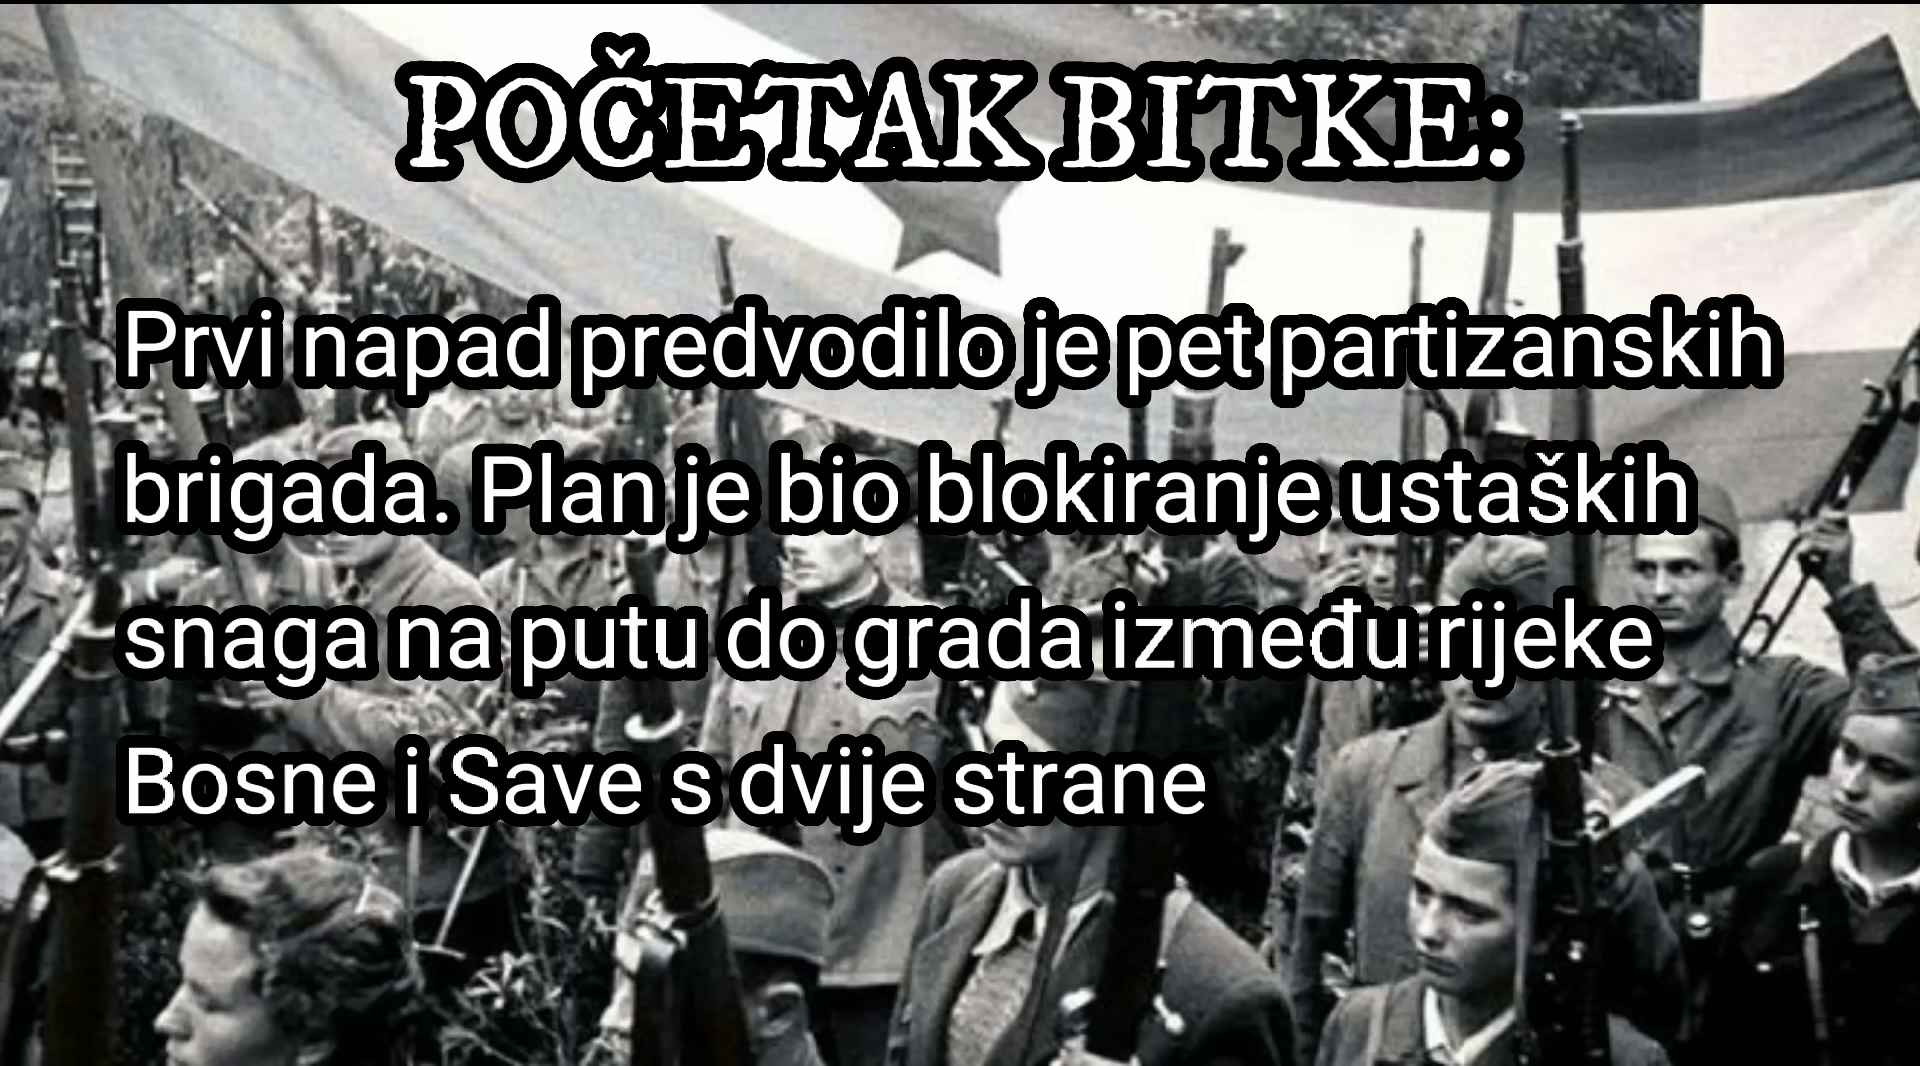 POČETAK BITKE:
Prvi napad predvodilo je pet partizanskih
brigada. Plan je bio blokiranje ustaških
snaga na putu do grada između rijeke
Bosne i Save s dvije strane